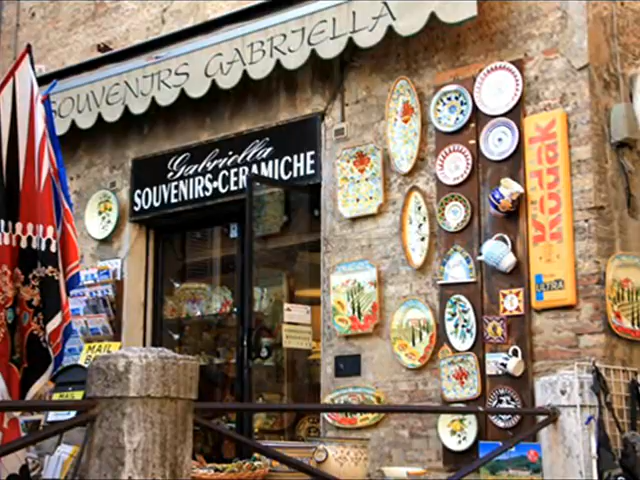 SOUVENIRS GABRIELLA
Gabriella
SOUVENIRS-CERAMICHE
Kodak
ULTRA
MAIL